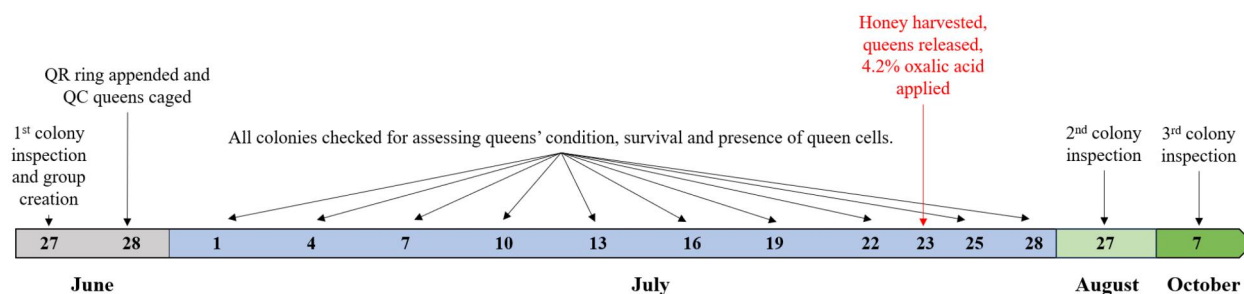 Honey harvested,
queens released,
4.2% oxalic acid
applied
QR ring appended and
QC queens caged
1st colony
inspection
and group
creation
All colonies checked for assessing queens’ condition, survival and presence of queen cells.
2nd colony
inspection
3rd colony
inspection
27 28 1 4 7 10 13 16 19 22 23 25 28 27 7
June July August October